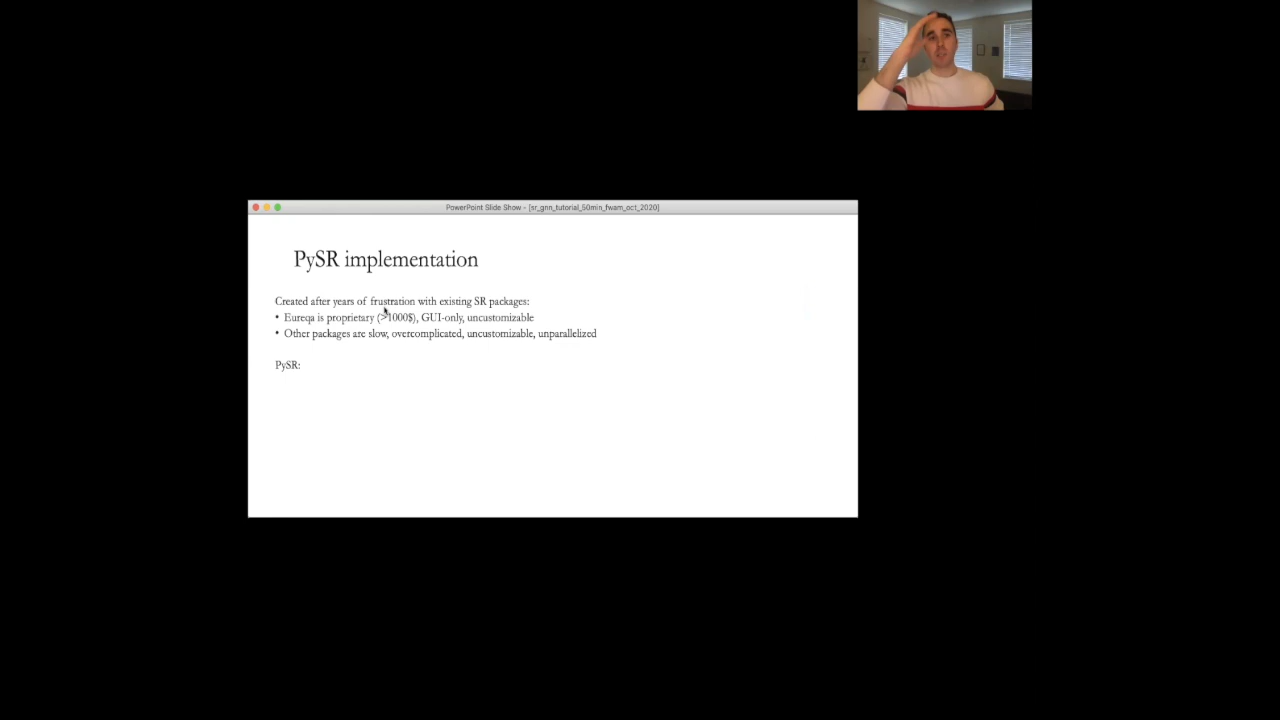 PowerPoint Slide Show - [sr_gnn_tutorial_50min_fwam_oct_2020]
PySR implementation
Created after years of frustration with existing SR packages:
• Eureqa is proprietary (>1000$), GUI-only, uncustomizable
• Other packages are slow, overcomplicated, uncustomizable, unparallelized
PySR: